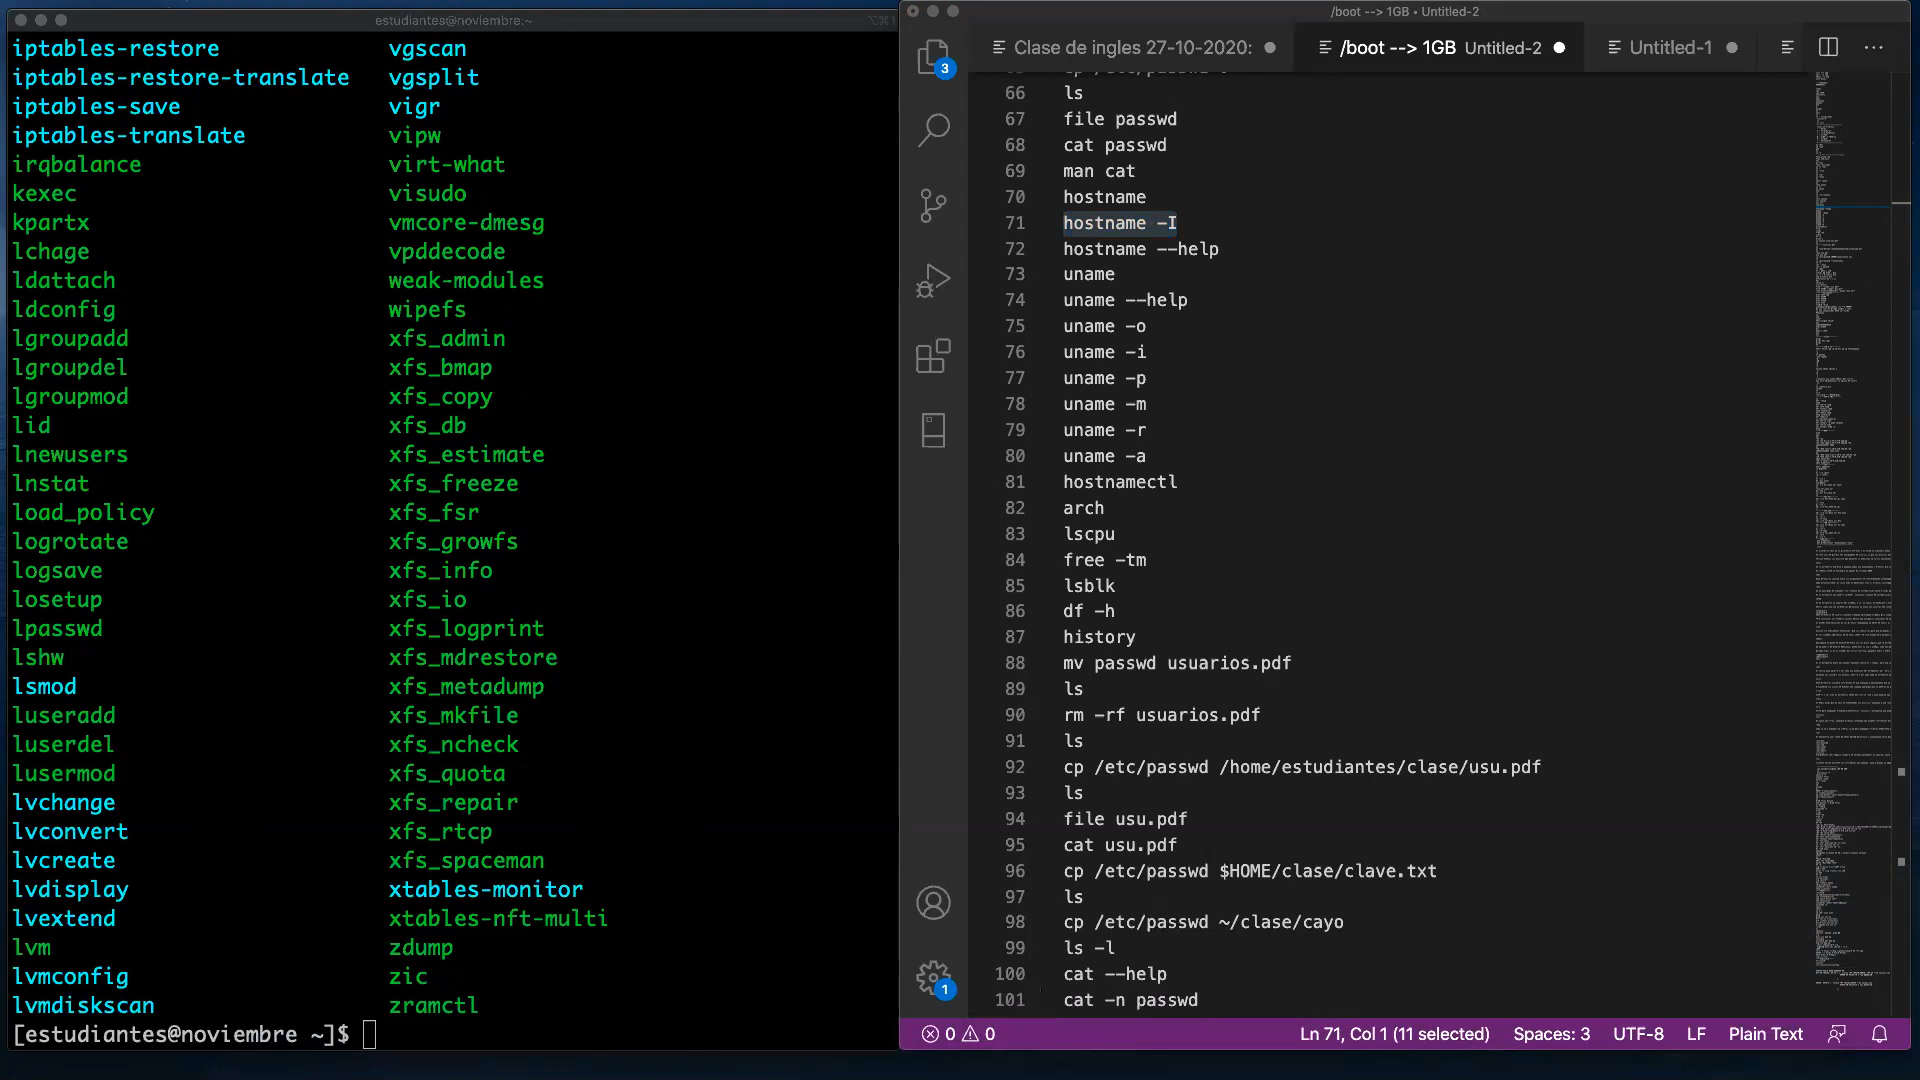 estudiantes@noviembre:~
iptables-restore vgscan
iptables-restore-translate vgsplit
iptables-save vigr
iptables-translate vipw
irqbalance virt-what
kexec visudo
kpartx vmcore-dmesg
lchage vpddecode
ldattach weak-modules
ldconfig wipefs
lgroupadd xfs_admin
lgroupdel xfs_bmap
lgroupmod xfs_copy
lid xfs_db
lnewusers xfs_estimate
lnstat xfs_freeze
load_policy xfs_fsr
logrotate xfs_growfs
logsave xfs_info
losetup xfs_io
lpasswd xfs_logprint
lshw xfs_mdrestore
lsmod xfs_metadump
luseradd xfs_mkfile
luserdel xfs_ncheck
lusermod xfs_quota
lvchange xfs_repair
lvconvert xfs_rtcp
lvcreate xfs_spaceman
lvdisplay xtables-monitor
lvextend xtables-nft-multi
lvm zdump
lvmconfig zic
lvmdiskscan zramctl
[estudiantes@noviembre ~]$
/boot --> 1GB • Untitled-2
Clase de ingles 27-10-2020: /boot --> 1GB Untitled-2 Untitled-1
3
66 ls
67 file passwd
68 cat passwd
69 man cat
70 hostname
71 hostname -I
72 hostname --help
73 uname
74 uname --help
75 uname -o
76 uname -i
77 uname -p
78 uname -m
79 uname -r
80 uname -a
81 hostnamectl
82 arch
83 lscpu
84 free -tm
85 lsblk
86 df -h
87 history
88 mv passwd usuarios.pdf
89 ls
90 rm -rf usuarios.pdf
91 ls
92 cp /etc/passwd /home/estudiantes/clase/usu.pdf
93 ls
94 file usu.pdf
95 cat usu.pdf
96 cp /etc/passwd $HOME/clase/clave.txt
97 ls
98 cp /etc/passwd ~/clase/cayo
99 ls -l
100 cat --help
101 cat -n passwd
1
0 0 Ln 71, Col 1 (11 selected) Spaces: 3 UTF-8 LF Plain Text